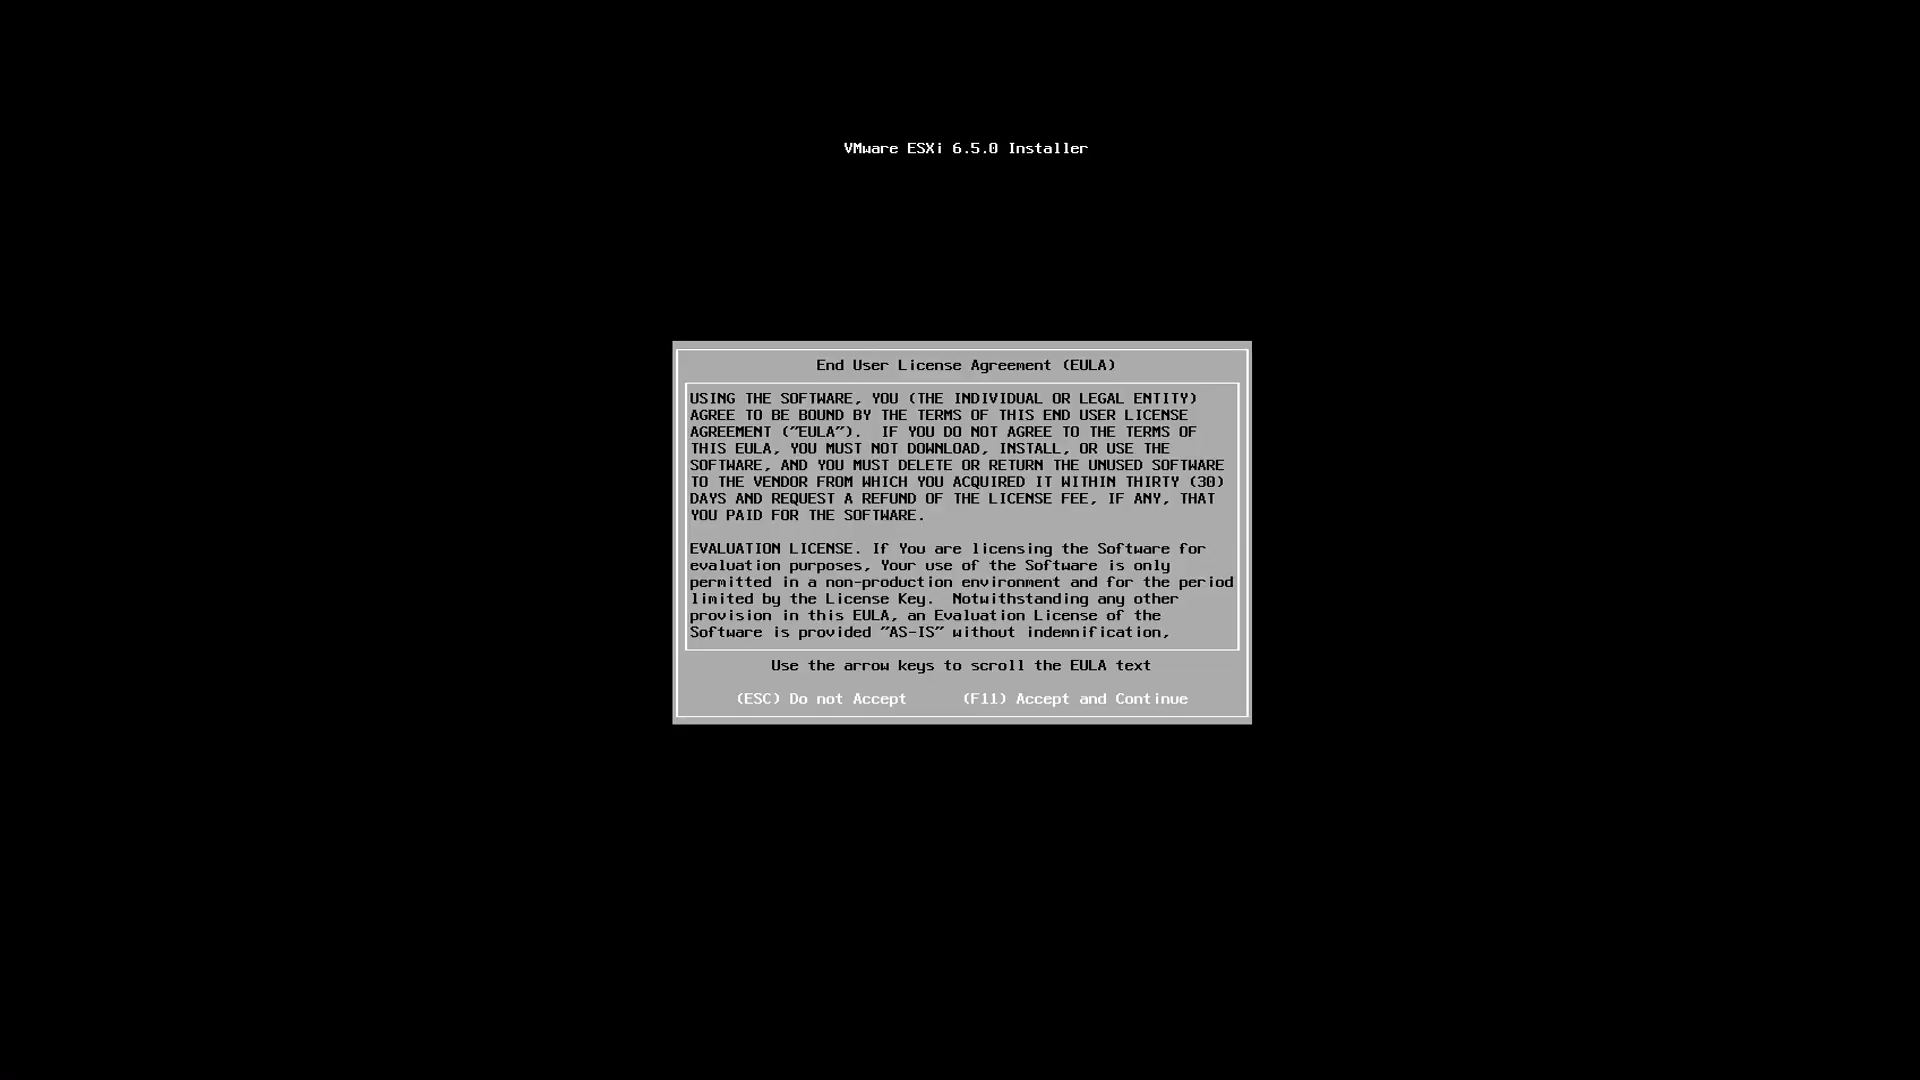 VMware ESXi 6.5.0 Installer
End User License Agreement (EULA)
USING THE SOFTWARE, YOU (THE INDIVIDUAL OR LEGAL ENTITY)
AGREE TO BE BOUND BY THE TERMS OF THIS END USER LICENSE
AGREEMENT ("EULA").  IF YOU DO NOT AGREE TO THE TERMS OF
THIS EULA, YOU MUST NOT DOWNLOAD, INSTALL, OR USE THE
SOFTWARE, AND YOU MUST DELETE OR RETURN THE UNUSED SOFTWARE
TO THE VENDOR FROM WHICH YOU ACQUIRED IT WITHIN THIRTY (30)
DAYS AND REQUEST A REFUND OF THE LICENSE FEE, IF ANY, THAT
YOU PAID FOR THE SOFTWARE.
EVALUATION LICENSE. If You are licensing the Software for
evaluation purposes, Your use of the Software is only
permitted in a non-production environment and for the period
limited by the License Key.  Notwithstanding any other
provision in this EULA, an Evaluation License of the
Software is provided "AS-IS" without indemnification,
Use the arrow keys to scroll the EULA text
(ESC) Do not Accept      (F11) Accept and Continue